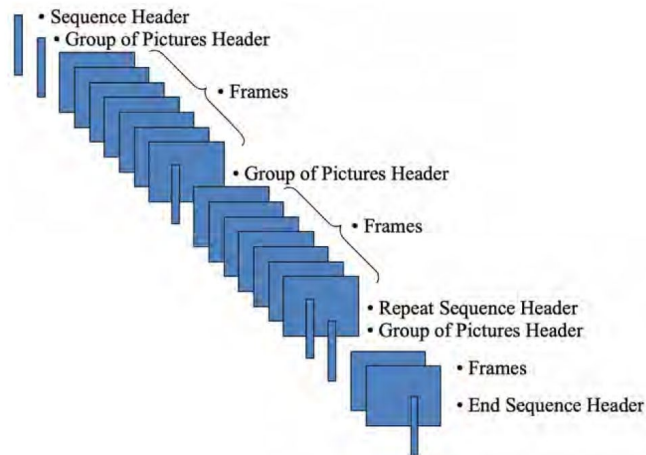 • Sequence Header
• Group of Pictures Header
• Frames
• Group of Pictures Header
• Frames
• Repeat Sequence Header
• Group of Pictures Header
• Frames
• End Sequence Header